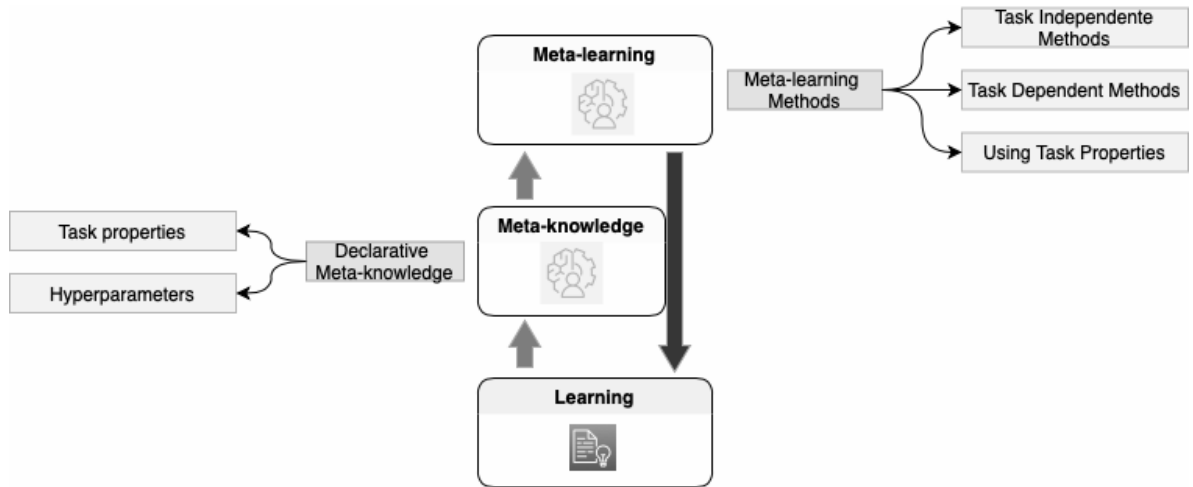 Meta-learning
Meta-learning
Methods
Task Independente
Methods
Task Dependent Methods
Using Task Properties
Task properties
Hyperparameters
Declarative
Meta-knowledge
Meta-knowledge
Learning